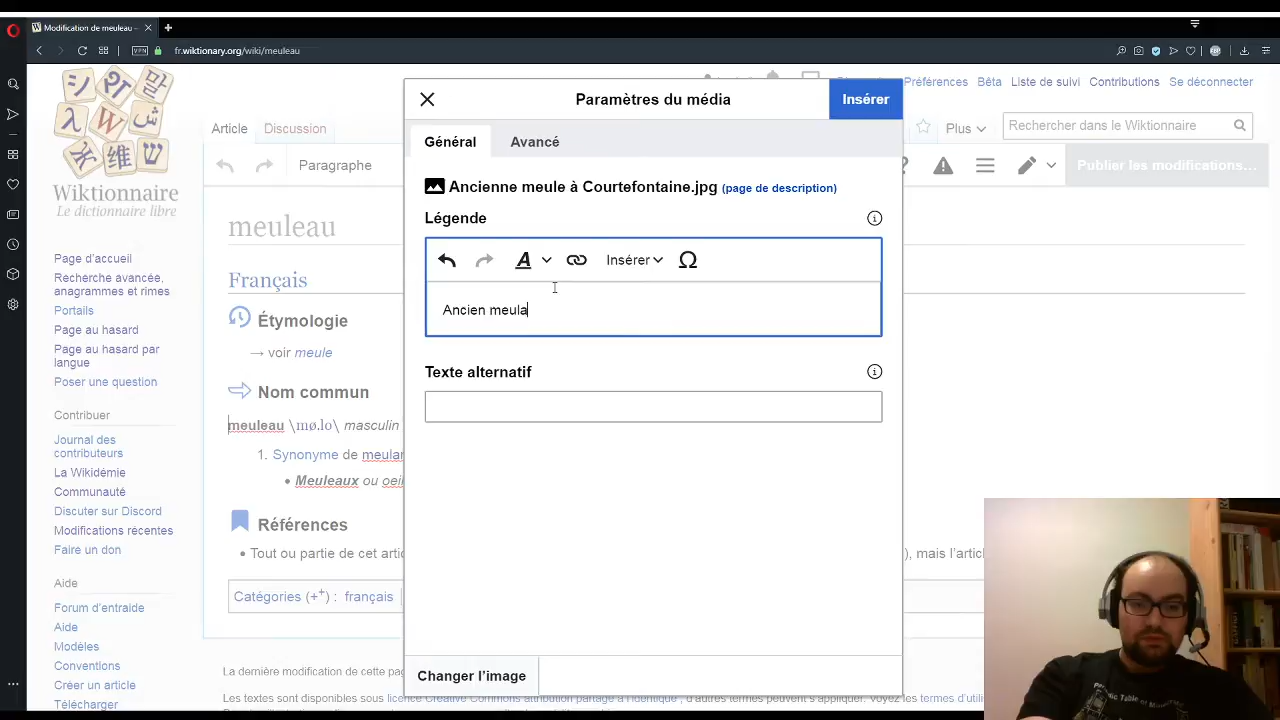 Modification de meuleau –
VPN
fr.wiktionary.org/wiki/meuleau
Paramètres du média
Insérer
Préférences
Bêta
Liste de suivi
Contributions
Se déconnecter
Article
Discussion
Plus
Rechercher dans le Wiktionnaire
Général
Avancé
Paragraphe
Publier les modifications…
Ancienne meule à Courtefontaine.jpg (page de description)
Légende
A
Insérer
Ω
Ancien meula
Texte alternatif
Changer l'image
Wiktionnaire
Le dictionnaire libre
Page d'accueil
Recherche avancée,
anagrammes et rimes
Portails
Page au hasard
Page au hasard par
langue
Poser une question
Contribuer
Journal des
contributeurs
La Wikidémie
Communauté
Discuter sur Discord
Modifications récentes
Faire un don
Aide
Forum d'entraide
Aide
Modèles
Conventions
Créer un article
Télécharger
meuleau
Français
Étymologie
→ voir meule
Nom commun
meuleau \mø.lo\ masculin
1. Synonyme de meular
• Meuleaux ou oei
Références
• Tout ou partie de cet artic
), mais l'articl
Catégories (+⁺) : français
La dernière modification de cette pag
Les textes sont disponibles sous licence Creative Commons attribution partage à l'identique ; d'autres termes peuvent s'appliquer. Voyez les termes d'utili